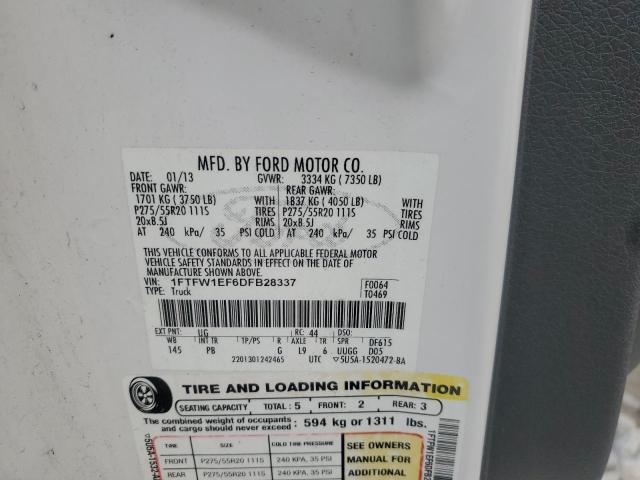 MFD. BY FORD MOTOR CO.
DATE: 01/13 GVWR: 3334 KG ( 7350 LB)
FRONT GAWR: REAR GAWR:
1701 KG ( 3750 LB) WITH 1837 KG ( 4050 LB) WITH
P275/55R20 111S TIRES P275/55R20 111S TIRES
20x8.5J RIMS 20x8.5J RIMS
AT 240 kPa/ 35 PSI COLD AT 240 kPa/ 35 PSI COLD
THIS VEHICLE CONFORMS TO ALL APPLICABLE FEDERAL MOTOR
VEHICLE SAFETY STANDARDS IN EFFECT ON THE DATE OF
MANUFACTURE SHOWN ABOVE.
VIN: 1FTFW1EF6DFB28337 F0064
TYPE: Truck T0469
EXT PNT: UG RC: 44 DSO:
WB INT TR TP/PS R AXLE TR SPR DF615
145 PB G L9 6 UUGG D05
2201301242465 UTC ▽5U5A-1520472-BA
TIRE AND LOADING INFORMATION
SEATING CAPACITY TOTAL : 5 FRONT: 2 REAR: 3
The combined weight of occupants
and cargo should never exceed: 594 kg or 1311 lbs.
TIRE SIZE COLD TIRE PRESSURE SEE OWNERS
FRONT P275/55R20 111S 240 KPA, 35 PSI MANUAL FOR
REAR P275/55R20 111S 240 KPA, 35 PSI ADDITIONAL